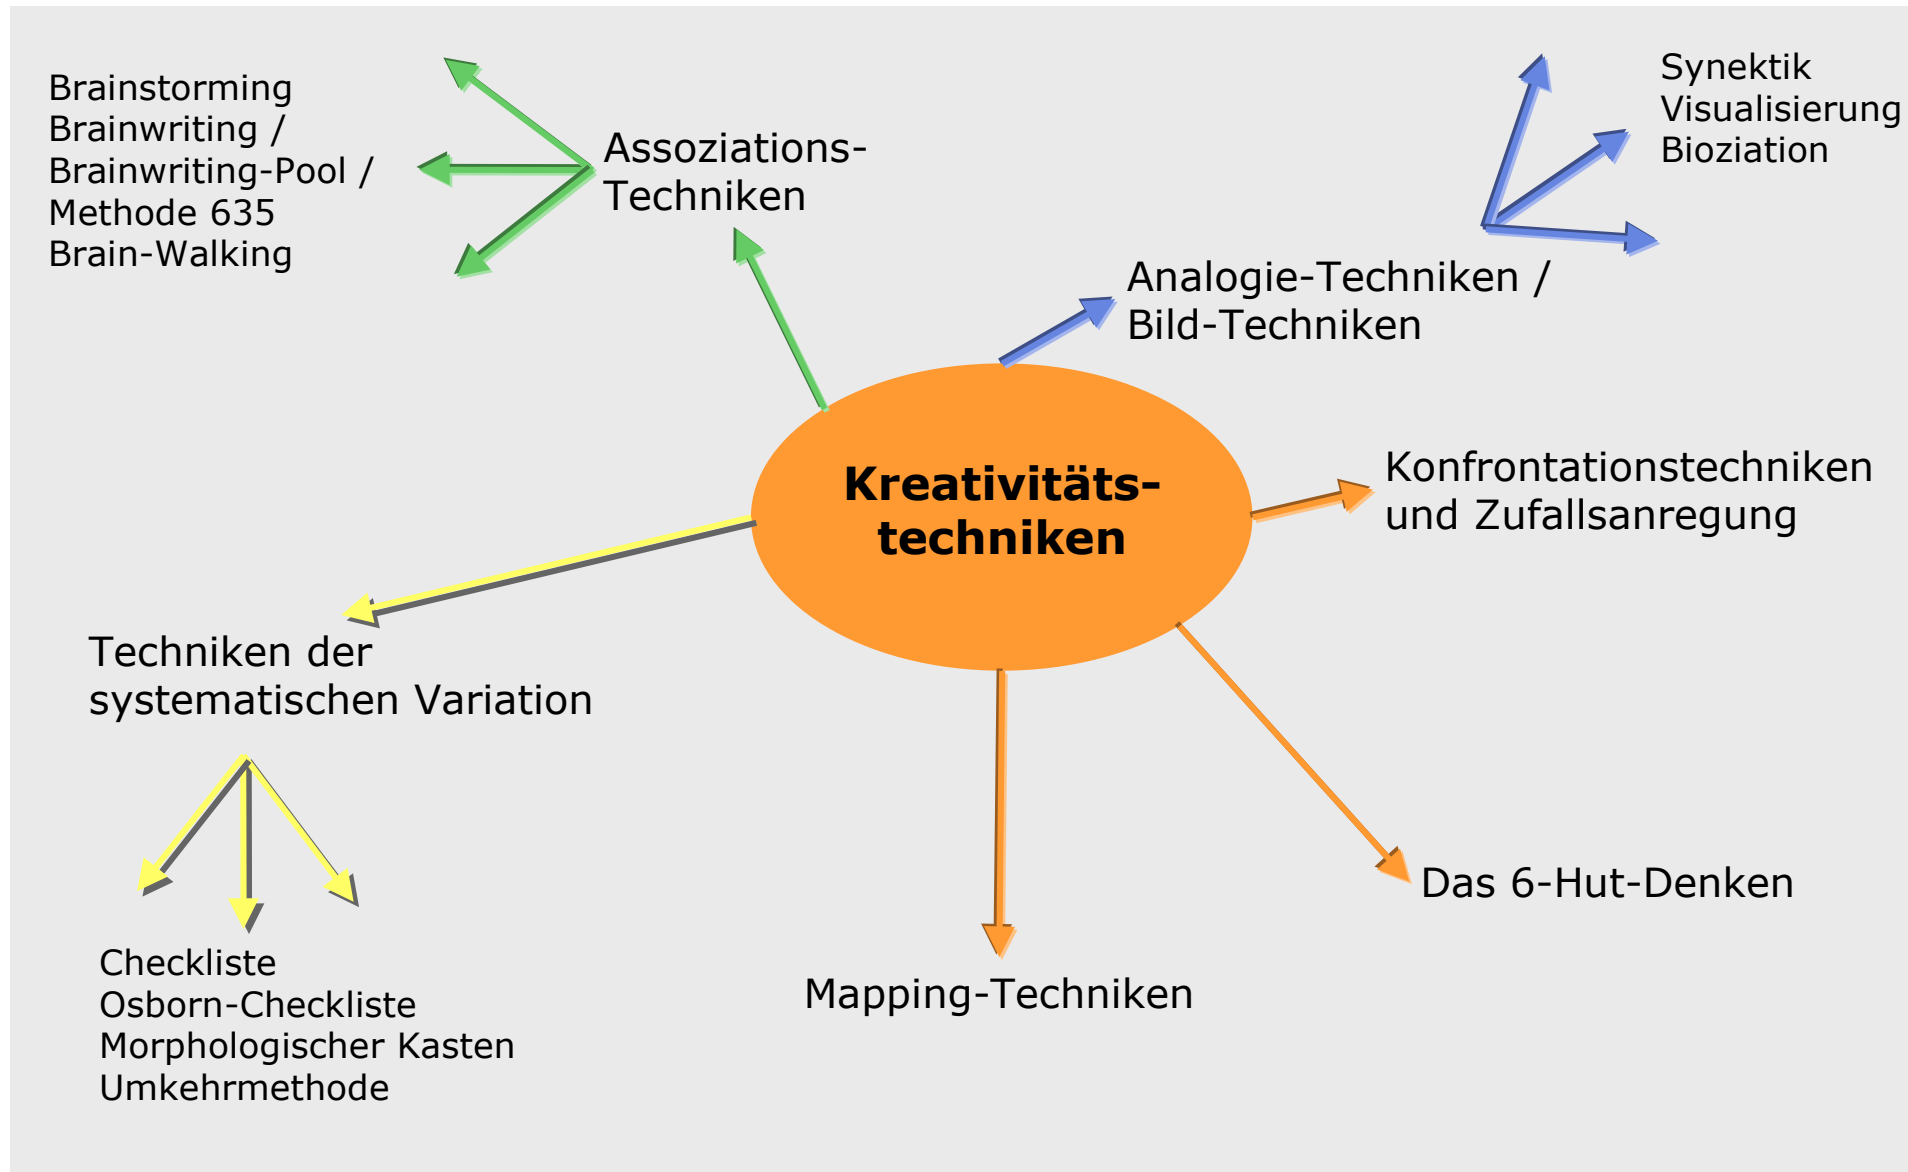 Brainstorming
Brainwriting /
Brainwriting-Pool /
Methode 635
Brain-Walking
Assoziations-
Techniken
Synektik
Visualisierung
Bioziation
Analogie-Techniken /
Bild-Techniken
Kreativitäts-
techniken
Konfrontationstechniken
und Zufallsanregung
Techniken der
systematischen Variation
Das 6-Hut-Denken
Mapping-Techniken
Checkliste
Osborn-Checkliste
Morphologischer Kasten
Umkehrmethode